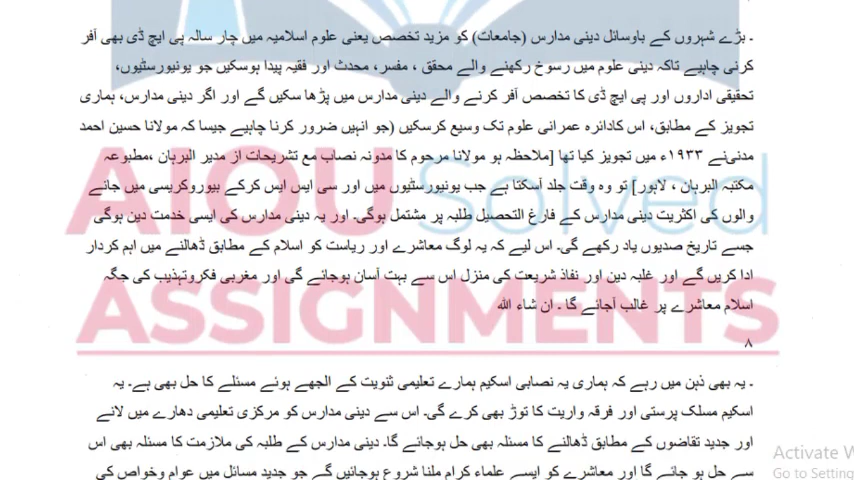 ۔ بڑے شہروں کے باوسائل دینی مدارس (جامعات) کو مزید تخصص یعنی علوم اسلامیہ میں چار سالہ پی ایچ ڈی بھی آفر
کرنی چاہیے تاکہ دینی علوم میں رسوخ رکھنے والے محقق ، مفسر، محدث اور فقیہ پیدا ہوسکیں جو یونیورسٹیوں،
تحقیقی اداروں اور پی ایچ ڈی کا تخصص آفر کرنے والے دینی مدارس میں پڑھا سکیں گے اور اگر دینی مدارس، ہماری
تجویز کے مطابق، اس کادائرہ عمرانی علوم تک وسیع کرسکیں (جو انہیں ضرور کرنا چاہیے جیسا کہ مولانا حسین احمد
مدنیؒنے ۱۹۳۳ء میں تجویز کیا تھا [ملاحظہ ہو مولانا مرحوم کا مدونہ نصاب مع تشریحات از مدیر البرہان ،مطبوعہ
مکتبہ البرہان ، لاہور] تو وہ وقت جلد آسکتا ہے جب یونیورسٹیوں میں اور سی ایس ایس کرکے بیوروکریسی میں جانے
والوں کی اکثریت دینی مدارس کے فارغ التحصیل طلبہ پر مشتمل ہوگی۔ اور یہ دینی مدارس کی ایسی خدمت دین ہوگی
جسے تاریخ صدیوں یاد رکھے گی۔ اس لیے کہ یہ لوگ معاشرے اور ریاست کو اسلام کے مطابق ڈھالنے میں اہم کردار
ادا کریں گے اور غلبہ دین اور نفاذ شریعت کی منزل اس سے بہت آسان ہوجائے گی اور مغربی فکروتہذیب کی جگہ
اسلام معاشرے پر غالب آجائے گا ۔ ان شاء اللہ
۸
۔ یہ بھی ذہن میں رہے کہ ہماری یہ نصابی اسکیم ہمارے تعلیمی ثنویت کے الجھے ہوئے مسئلے کا حل بھی ہے۔ یہ
اسکیم مسلک پرستی اور فرقہ واریت کا توڑ بھی کرے گی۔ اس سے دینی مدارس کو مرکزی تعلیمی دھارے میں لانے
اور جدید تقاضوں کے مطابق ڈھالنے کا مسئلہ بھی حل ہوجائے گا۔ دینی مدارس کے طلبہ کی ملازمت کا مسئلہ بھی اس
سے حل ہو جائے گا اور معاشرے کو ایسے علماء کرام ملنا شروع ہوجائیں گے جو جدید مسائل میں عوام وخواص کی
AIOU Solved
ASSIGNMENTS
Activate W
Go to Setting